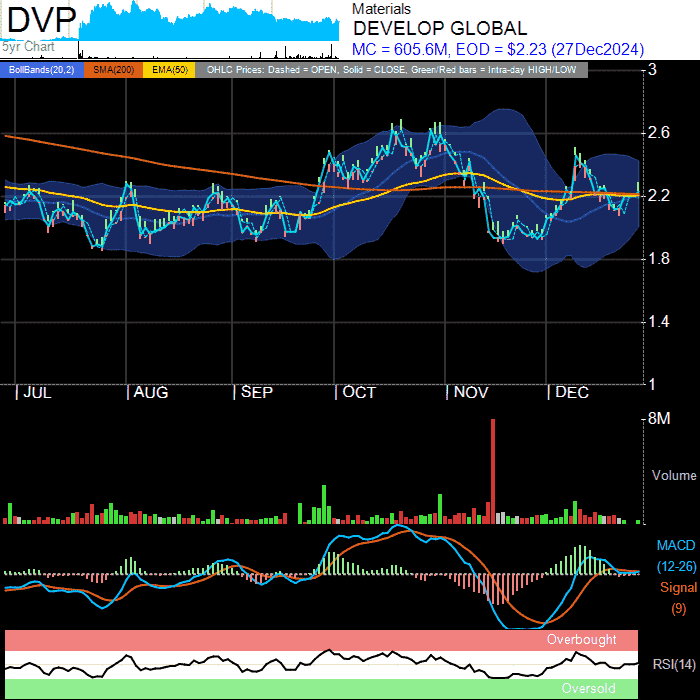 DVP
5yr Chart
Materials
DEVELOP GLOBAL
MC = 605.6M, EOD = $2.23 (27Dec2024)
BollBands(20,2) SMA(200) EMA(50) OHLC Prices: Dashed = OPEN, Solid = CLOSE, Green/Red bars = Intra-day HIGH/LOW
3
2.6
2.2
1.8
1.4
1
JUL AUG SEP OCT NOV DEC
8M
Volume
MACD
(12-26)
Signal
(9)
Overbought
RSI(14)
Oversold